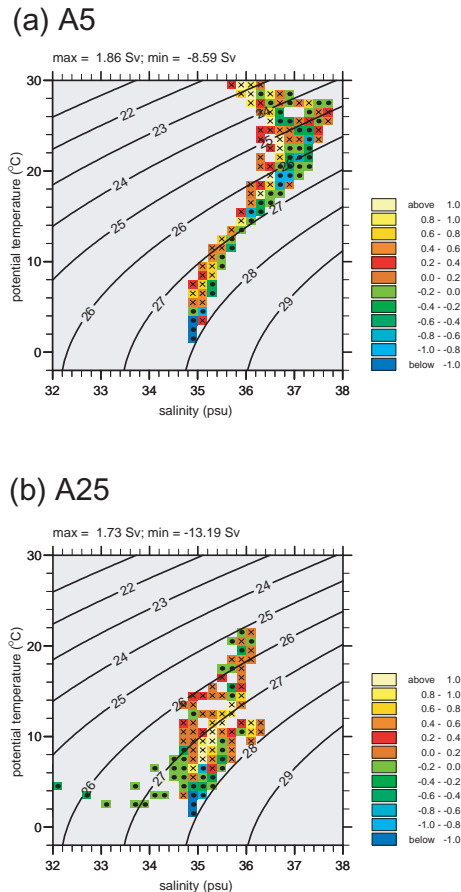 (a) A5
max = 1.86 Sv; min = -8.59 Sv
30
20
10
0
potential temperature (°C)
22
23
24
25
26
27
28
29
25
26
27
26
32 33 34 35 36 37 38
salinity (psu)
above 1.0
0.8 - 1.0
0.6 - 0.8
0.4 - 0.6
0.2 - 0.4
0.0 - 0.2
-0.2 - 0.0
-0.4 - -0.2
-0.6 - -0.4
-0.8 - -0.6
-1.0 - -0.8
below -1.0
(b) A25
max = 1.73 Sv; min = -13.19 Sv
30
20
10
0
potential temperature (°C)
22
23
24
24
25
25
26
26
27
26
27
28
29
32 33 34 35 36 37 38
salinity (psu)
above 1.0
0.8 - 1.0
0.6 - 0.8
0.4 - 0.6
0.2 - 0.4
0.0 - 0.2
-0.2 - 0.0
-0.4 - -0.2
-0.6 - -0.4
-0.8 - -0.6
-1.0 - -0.8
below -1.0